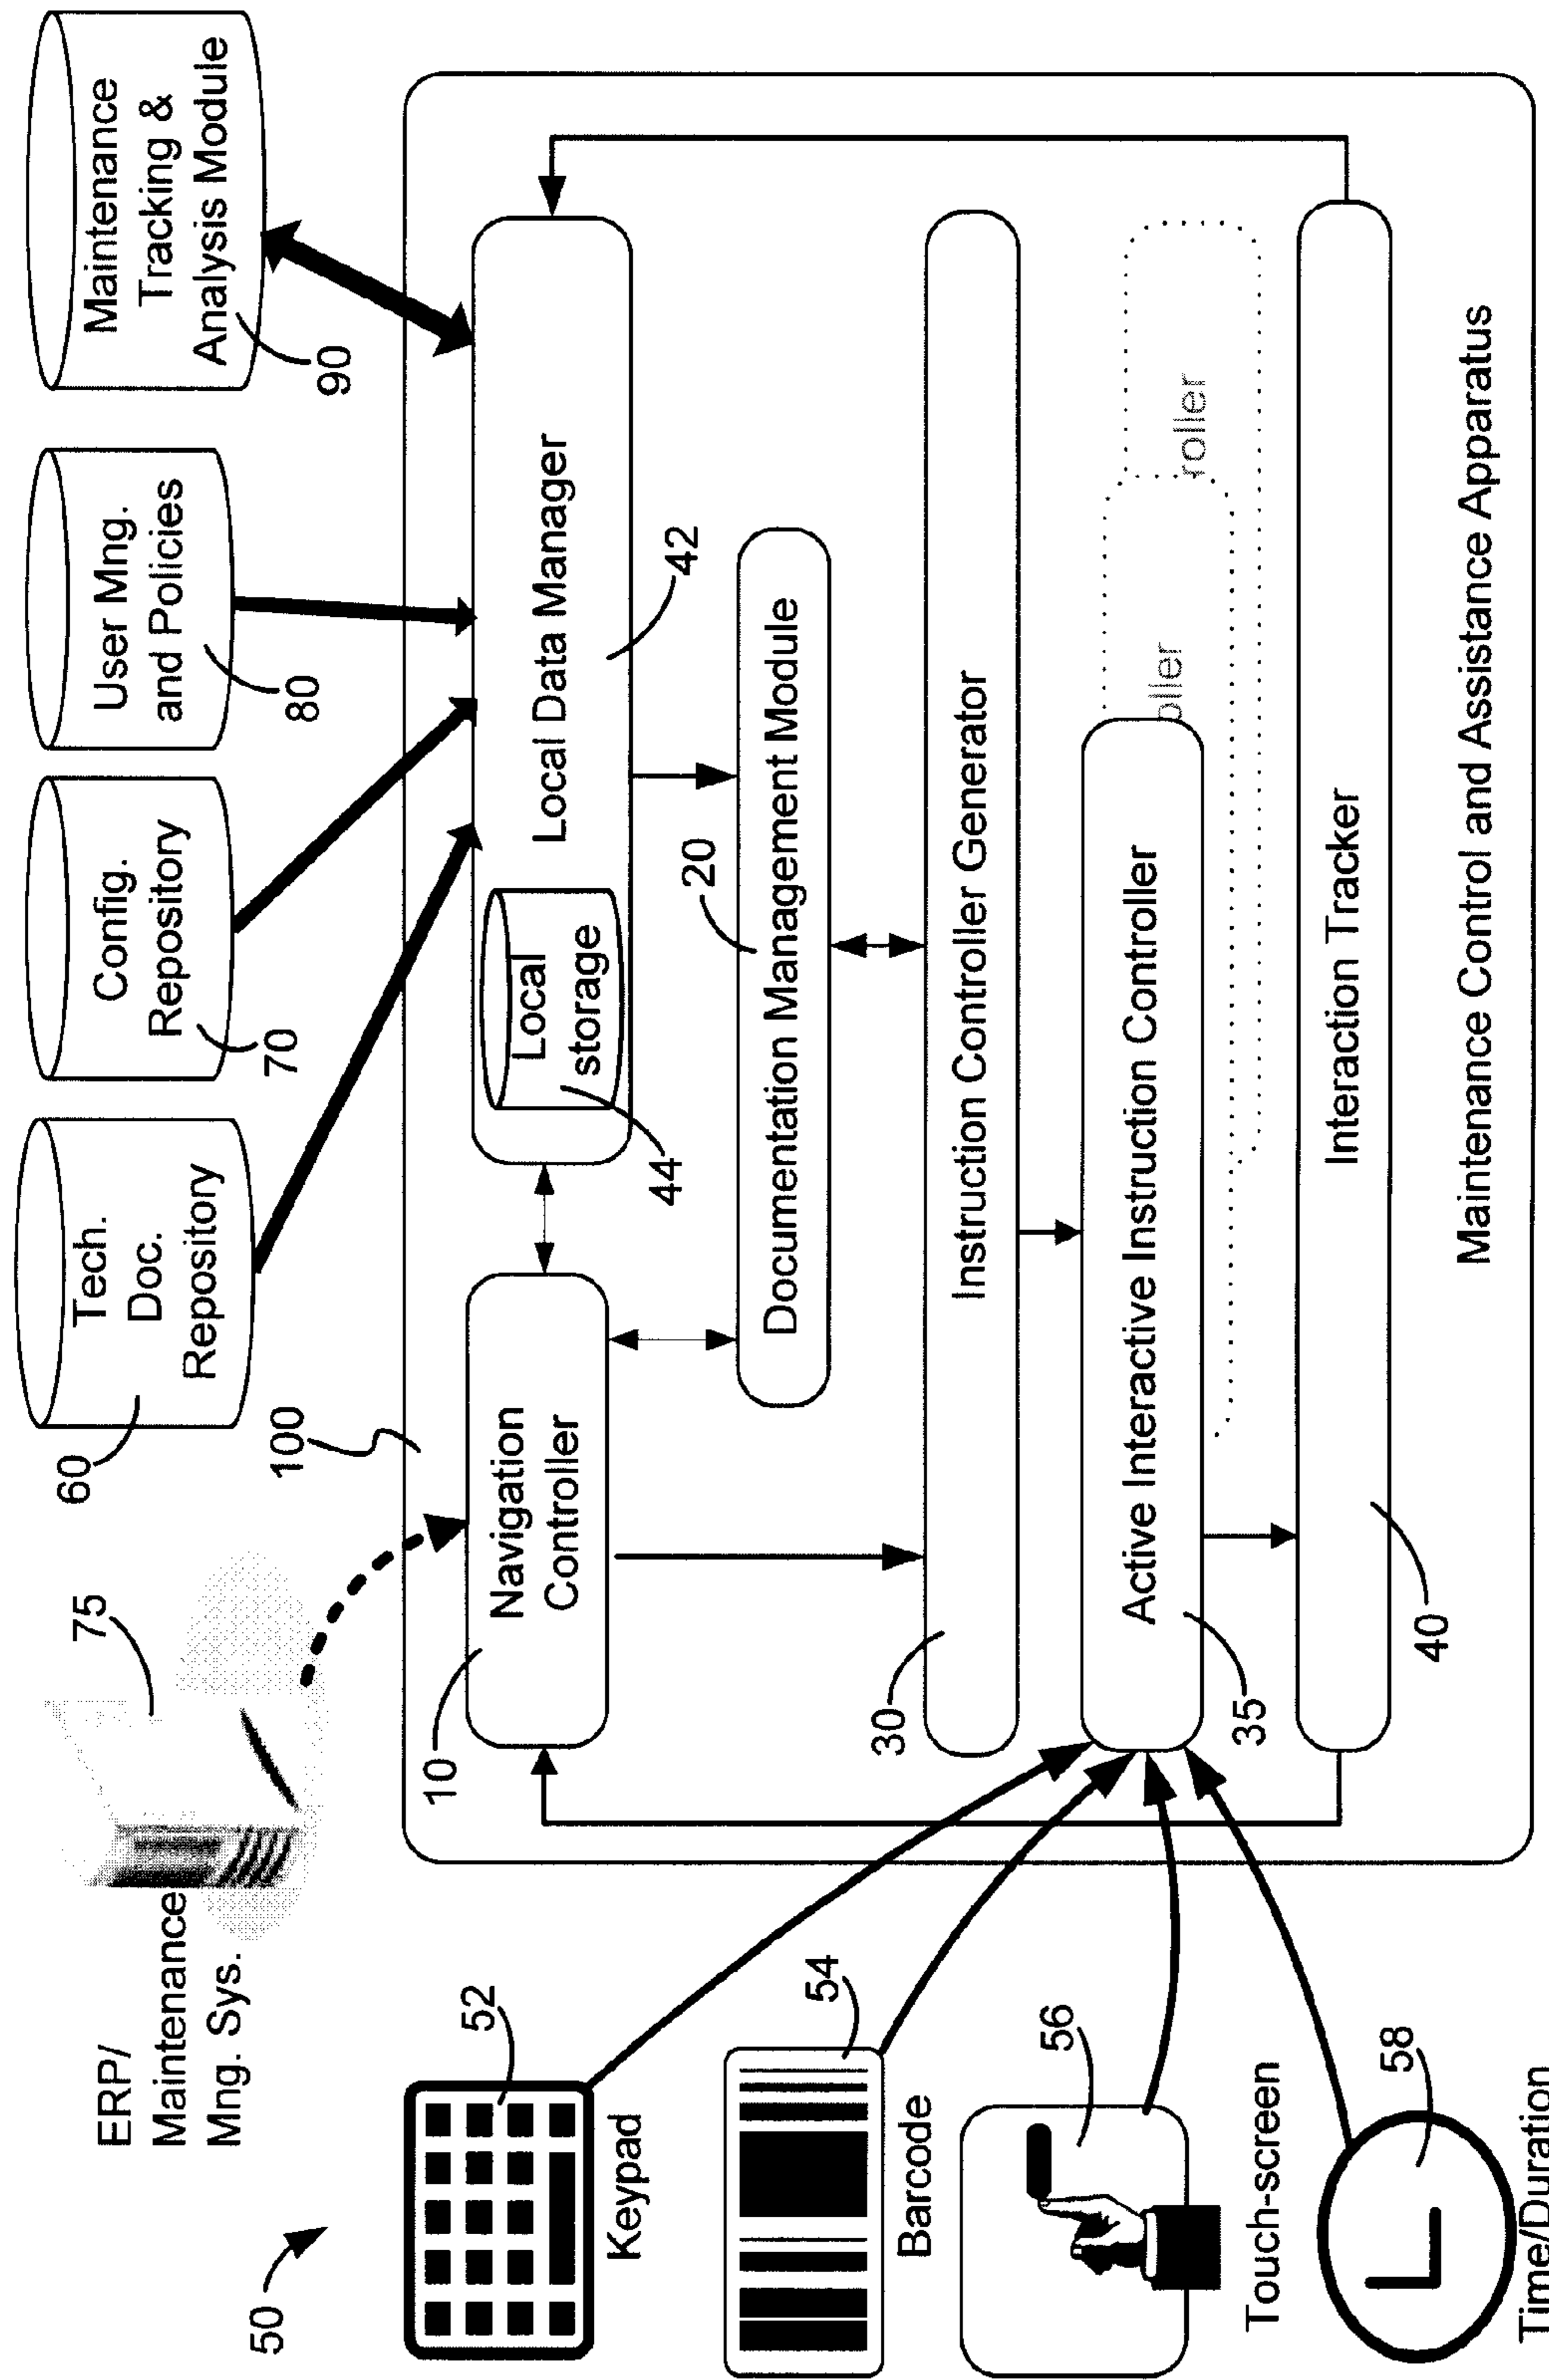 ERP/
Maintenance
Mng. Sys.
75
60
Tech.
Doc.
Repository
70
Config.
Repository
80
User Mng.
and Policies
90
Maintenance
Tracking &
Analysis Module
50
100
52
Keypad
54
Barcode
56
Touch-screen
58
Time/Duration
10
Navigation
Controller
44
Local
storage
Local Data Manager
42
20
Documentation Management Module
30
Instruction Controller Generator
35
Active Interactive Instruction Controller
oller
roller
40
Interaction Tracker
Maintenance Control and Assistance Apparatus